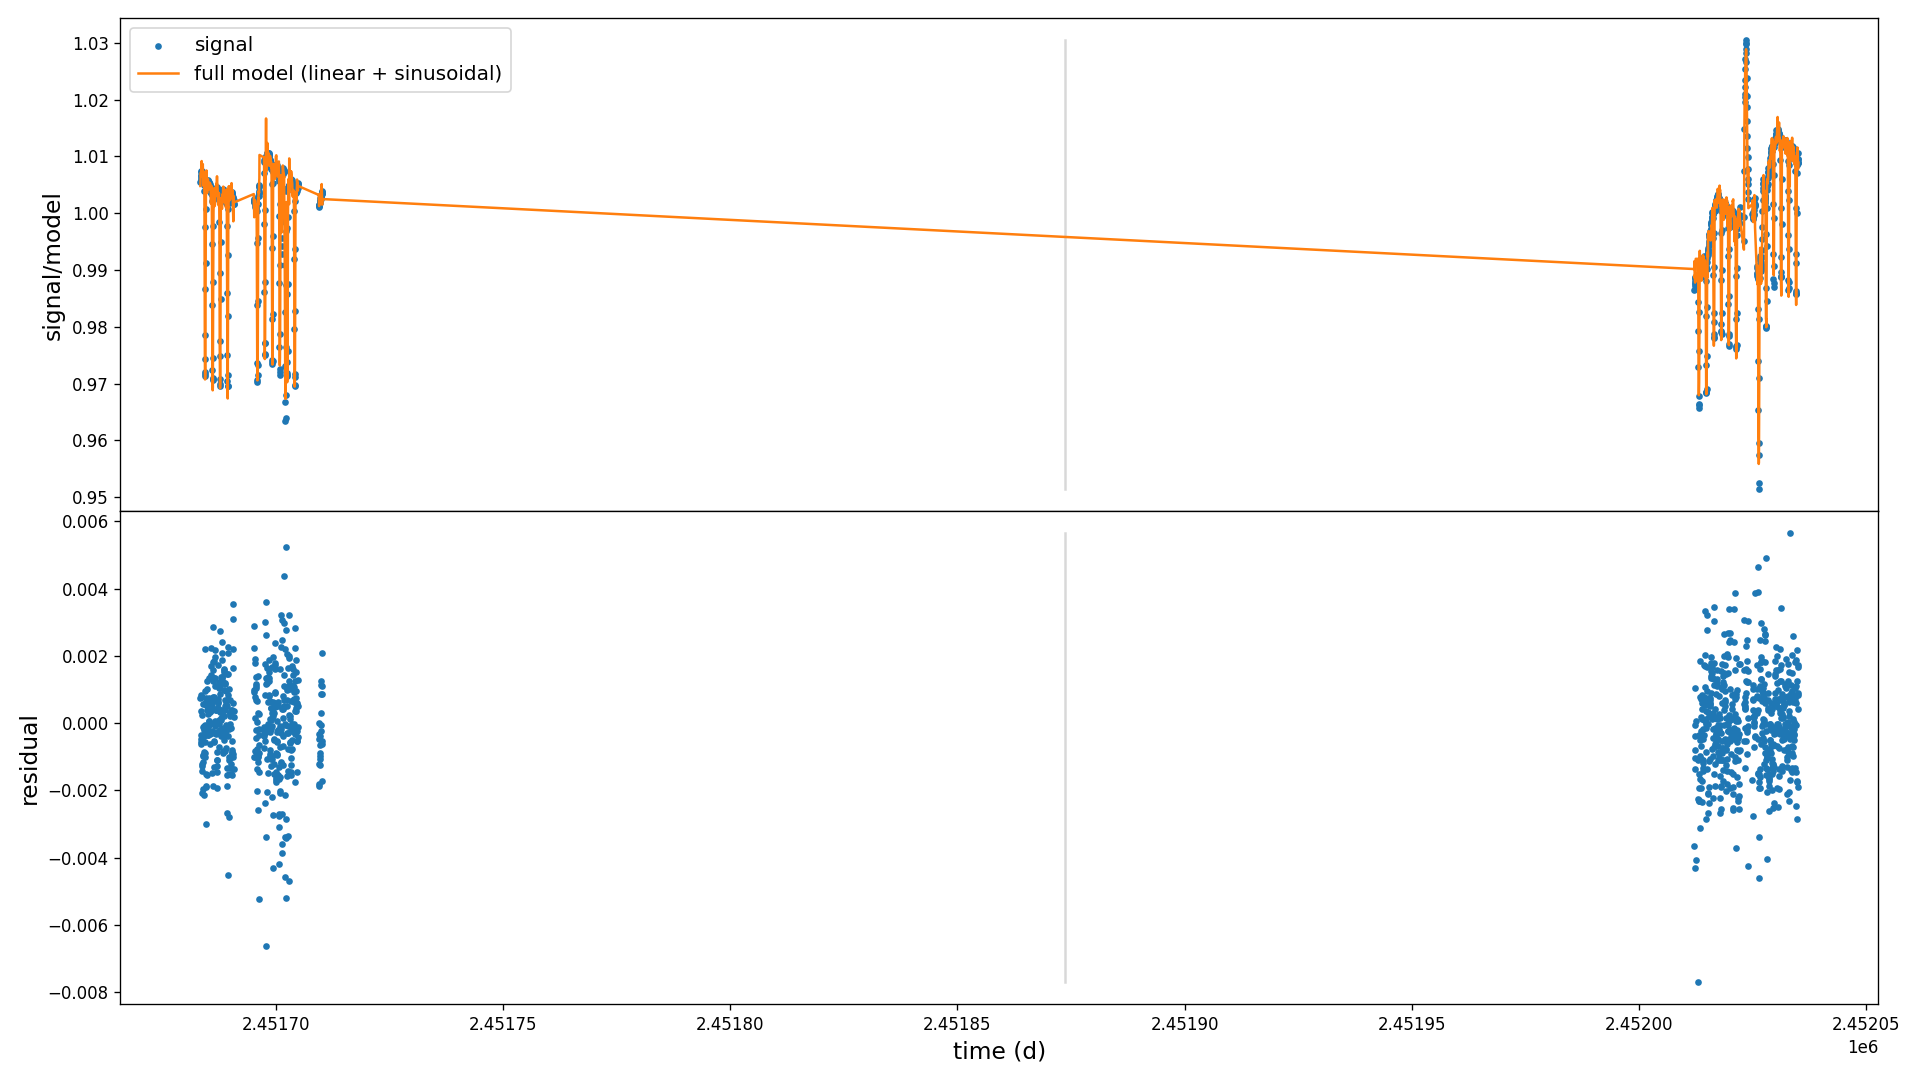 signal
full model (linear + sinusoidal)
signal/model
1.03
1.02
1.01
1.00
0.99
0.98
0.97
0.96
0.95
residual
0.006
0.004
0.002
0.000
−0.002
−0.004
−0.006
−0.008
2.45170 2.45175 2.45180 2.45185 2.45190 2.45195 2.45200 2.45205
1e6
time (d)